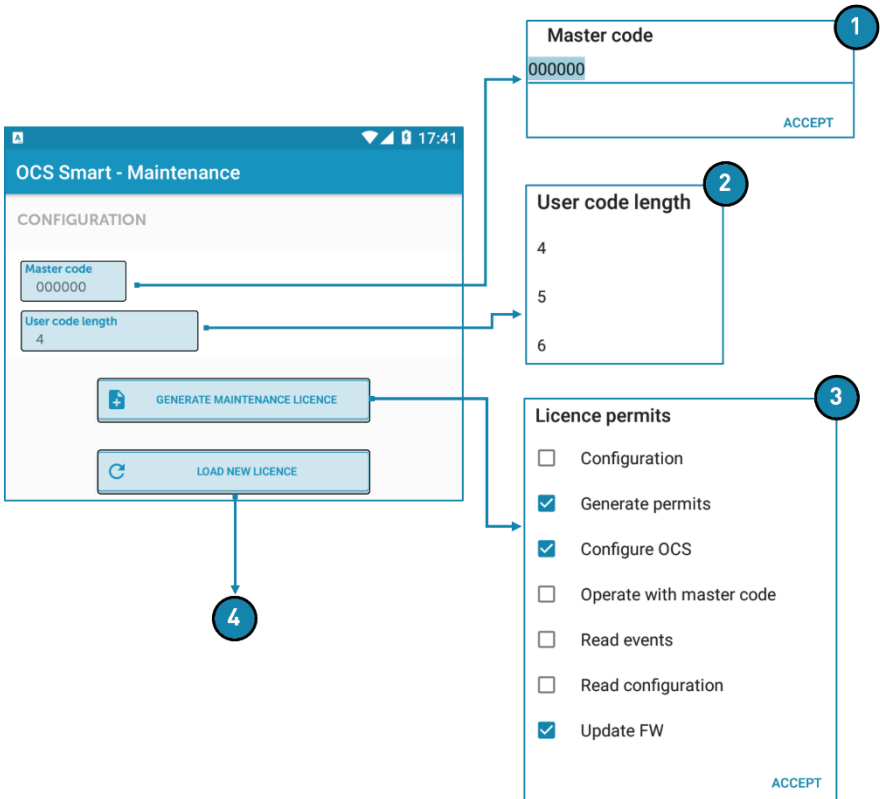 17:41
OCS Smart - Maintenance
CONFIGURATION
Master code
000000
User code length
4
GENERATE MAINTENANCE LICENCE
LOAD NEW LICENCE
4
1
Master code
000000
ACCEPT
2
User code length
4
5
6
3
Licence permits
Configuration
Generate permits
Configure OCS
Operate with master code
Read events
Read configuration
Update FW
ACCEPT